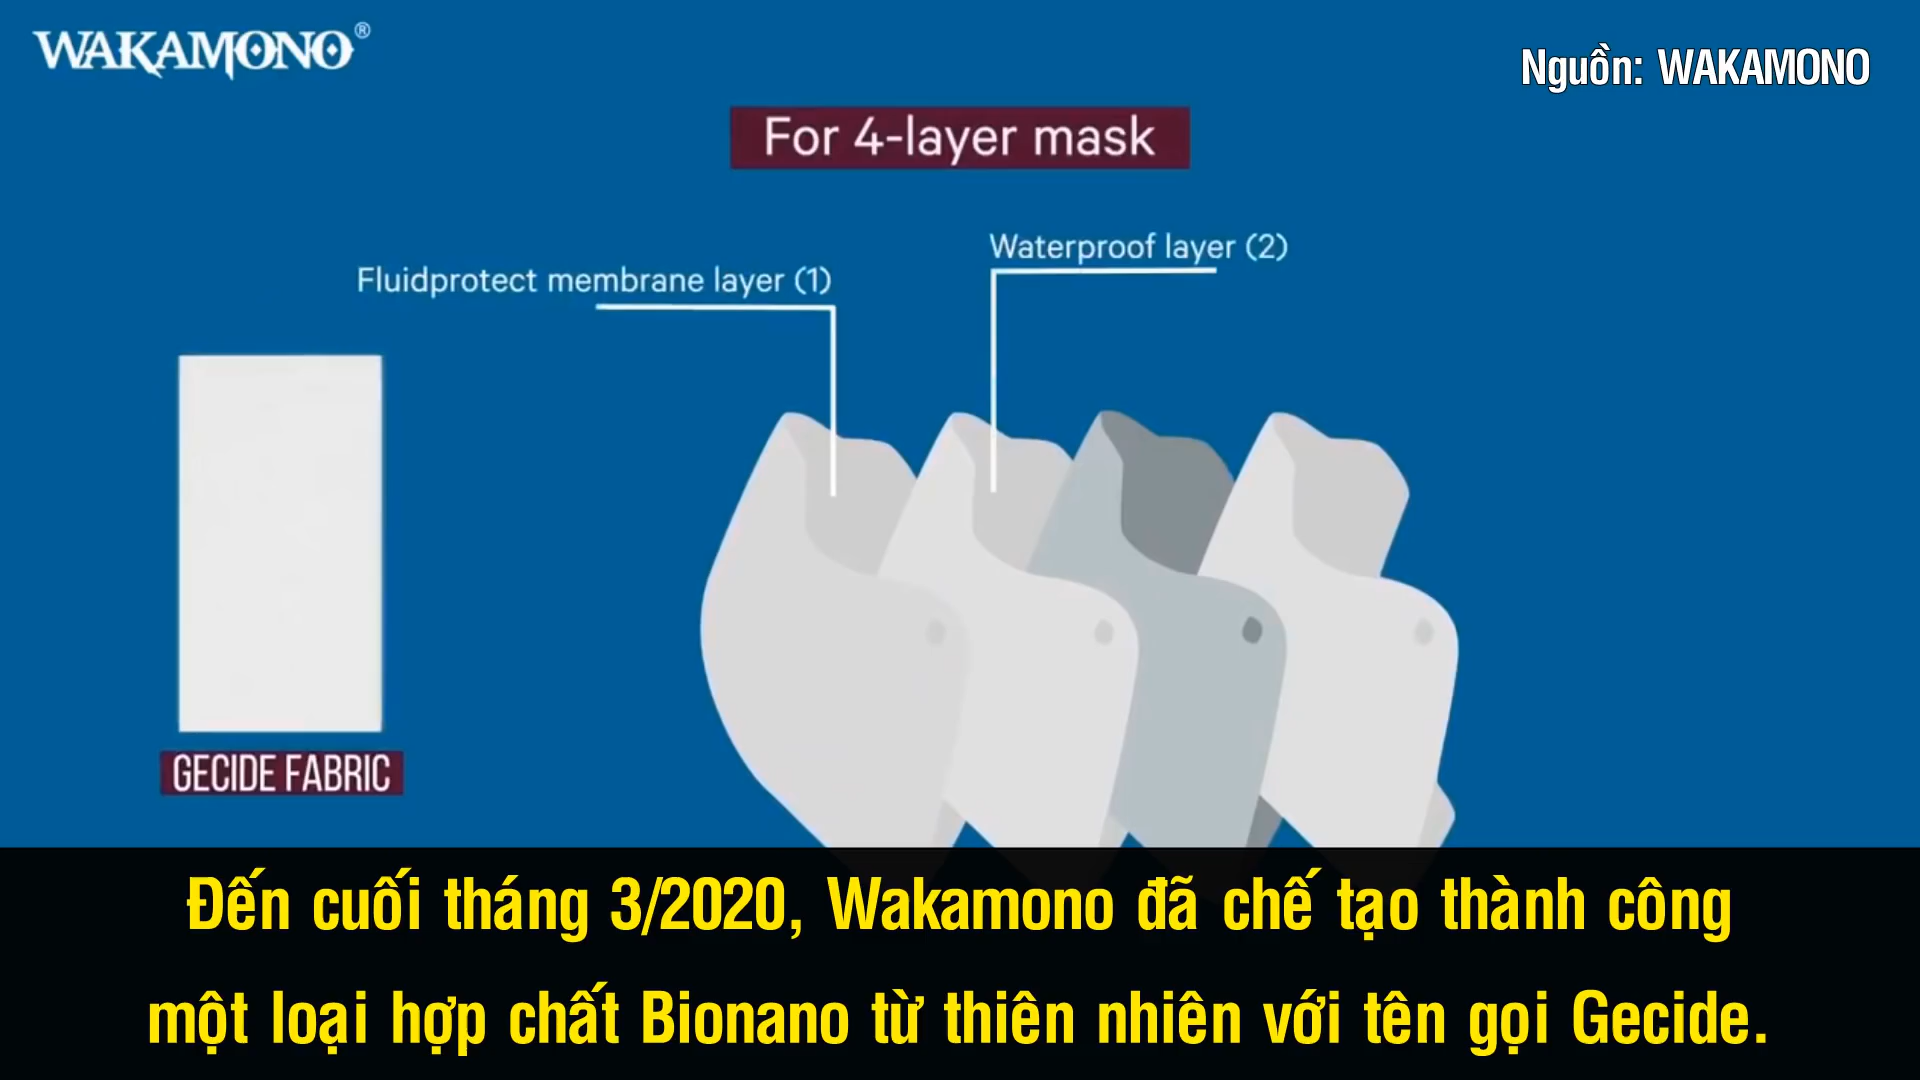 WAKAMONO®
Nguồn: WAKAMONO
For 4-layer mask
Waterproof layer (2)
Fluidprotect membrane layer (1)
GECIDE FABRIC
Đến cuối tháng 3/2020, Wakamono đã chế tạo thành công
một loại hợp chất Bionano từ thiên nhiên với tên gọi Gecide.